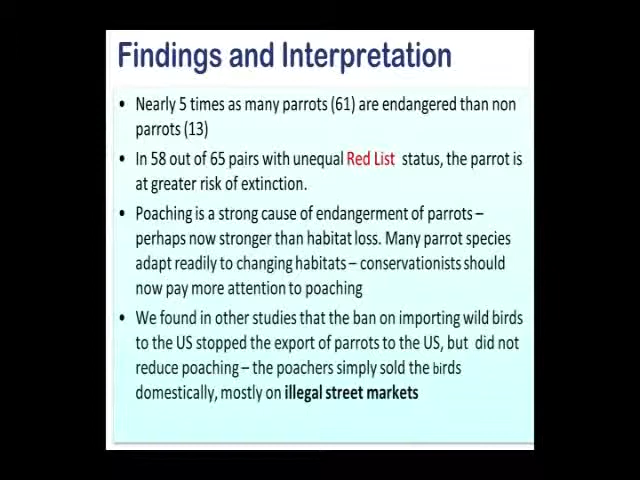 Findings and Interpretation
• Nearly 5 times as many parrots (61) are endangered than non
parrots (13)
• In 58 out of 65 pairs with unequal Red List status, the parrot is
at greater risk of extinction.
• Poaching is a strong cause of endangerment of parrots –
perhaps now stronger than habitat loss. Many parrot species
adapt readily to changing habitats – conservationists should
now pay more attention to poaching
• We found in other studies that the ban on importing wild birds
to the US stopped the export of parrots to the US, but did not
reduce poaching – the poachers simply sold the birds
domestically, mostly on illegal street markets